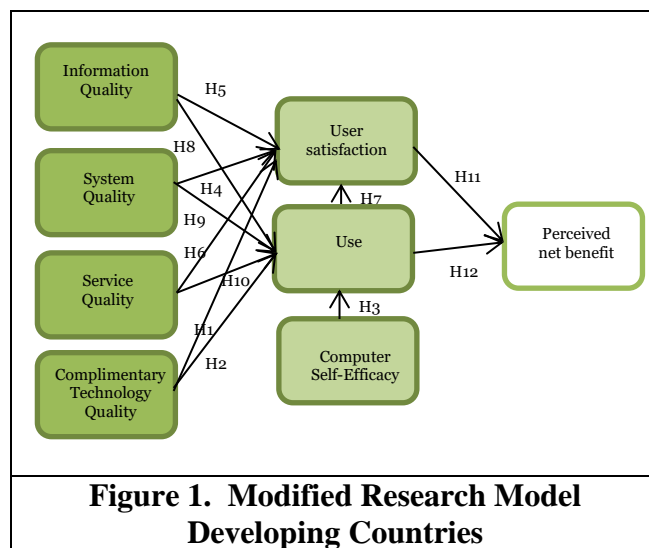 Information
Quality
H5
User
satisfaction
H8
H11
System
Quality
H4
H7
H9
Use
Perceived
net benefit
H6
H12
Service
Quality
H10
H3
H1
Computer
Self-Efficacy
H2
Complimentary
Technology
Quality
Figure 1.  Modified Research Model
Developing Countries